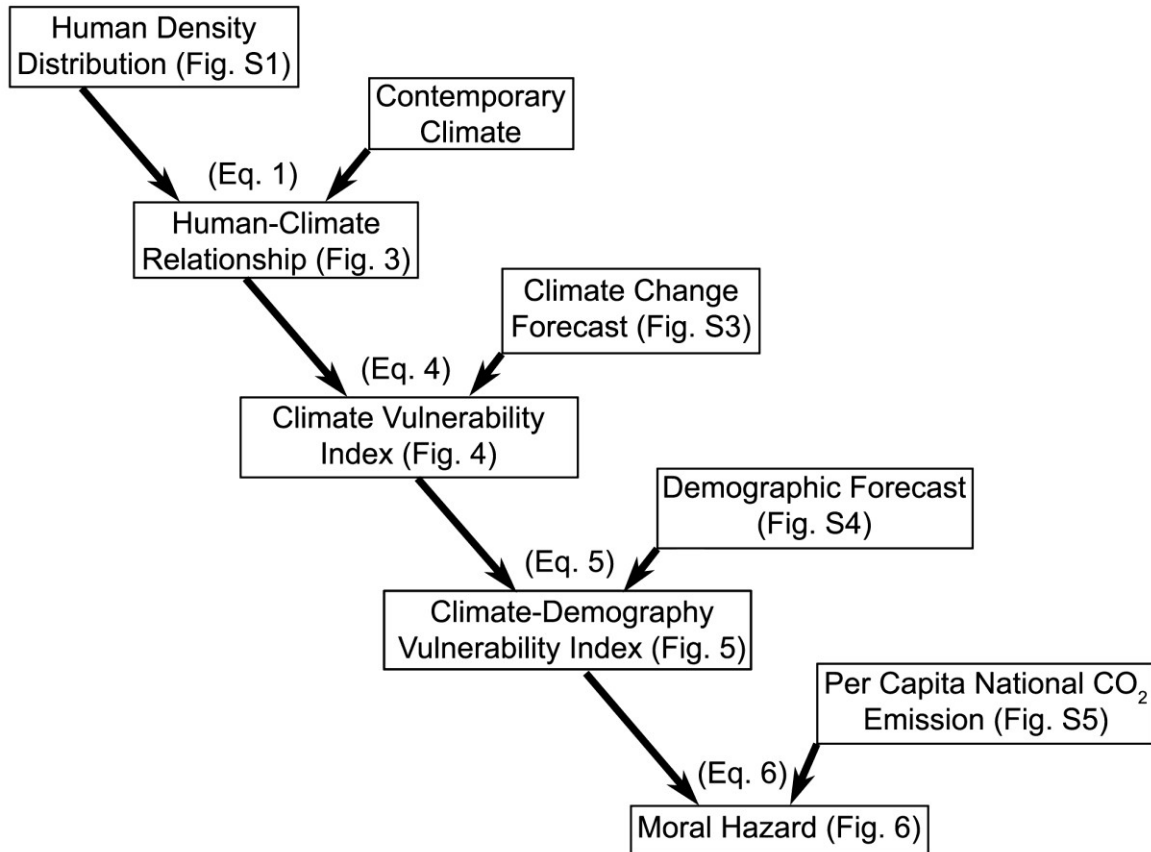 Human Density
Distribution (Fig. S1)
Contemporary
Climate
(Eq. 1)
Human-Climate
Relationship (Fig. 3)
Climate Change
Forecast (Fig. S3)
(Eq. 4)
Climate Vulnerability
Index (Fig. 4)
Demographic Forecast
(Fig. S4)
(Eq. 5)
Climate-Demography
Vulnerability Index (Fig. 5)
Per Capita National CO₂
Emission (Fig. S5)
(Eq. 6)
Moral Hazard (Fig. 6)